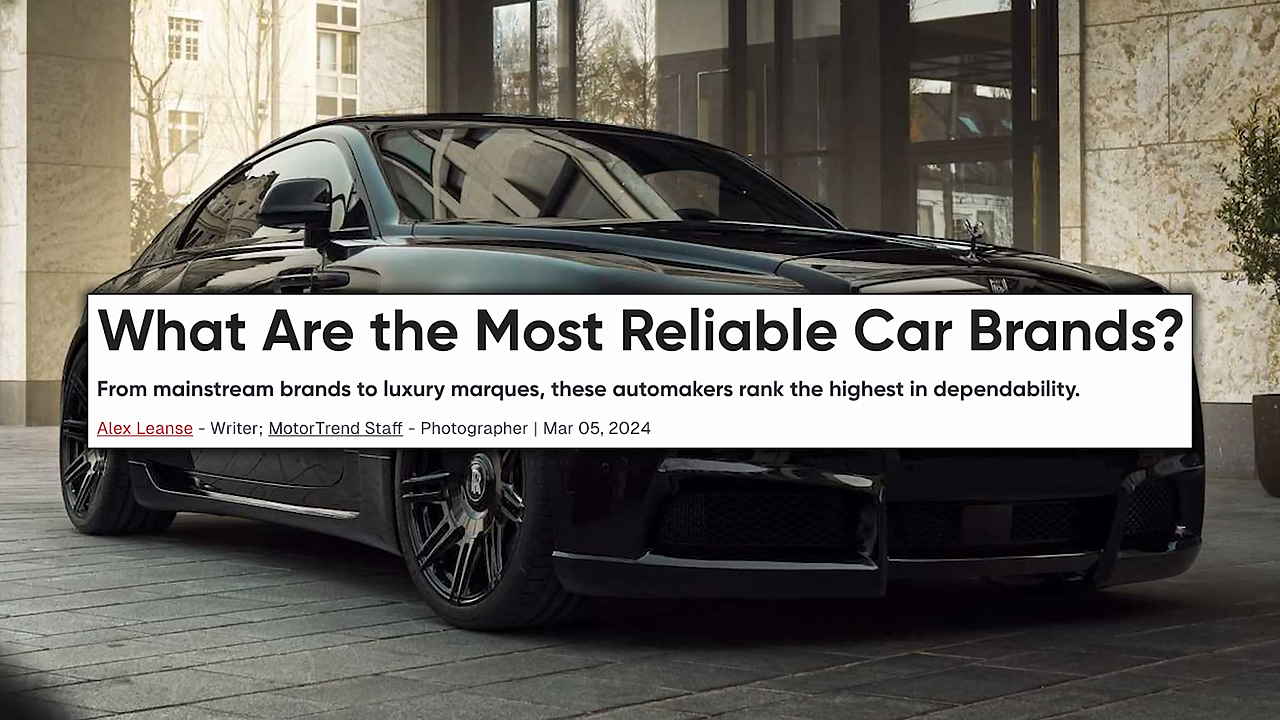 What Are the Most Reliable Car Brands?
From mainstream brands to luxury marques, these automakers rank the highest in dependability.
Alex Leanse - Writer; MotorTrend Staff - Photographer | Mar 05, 2024